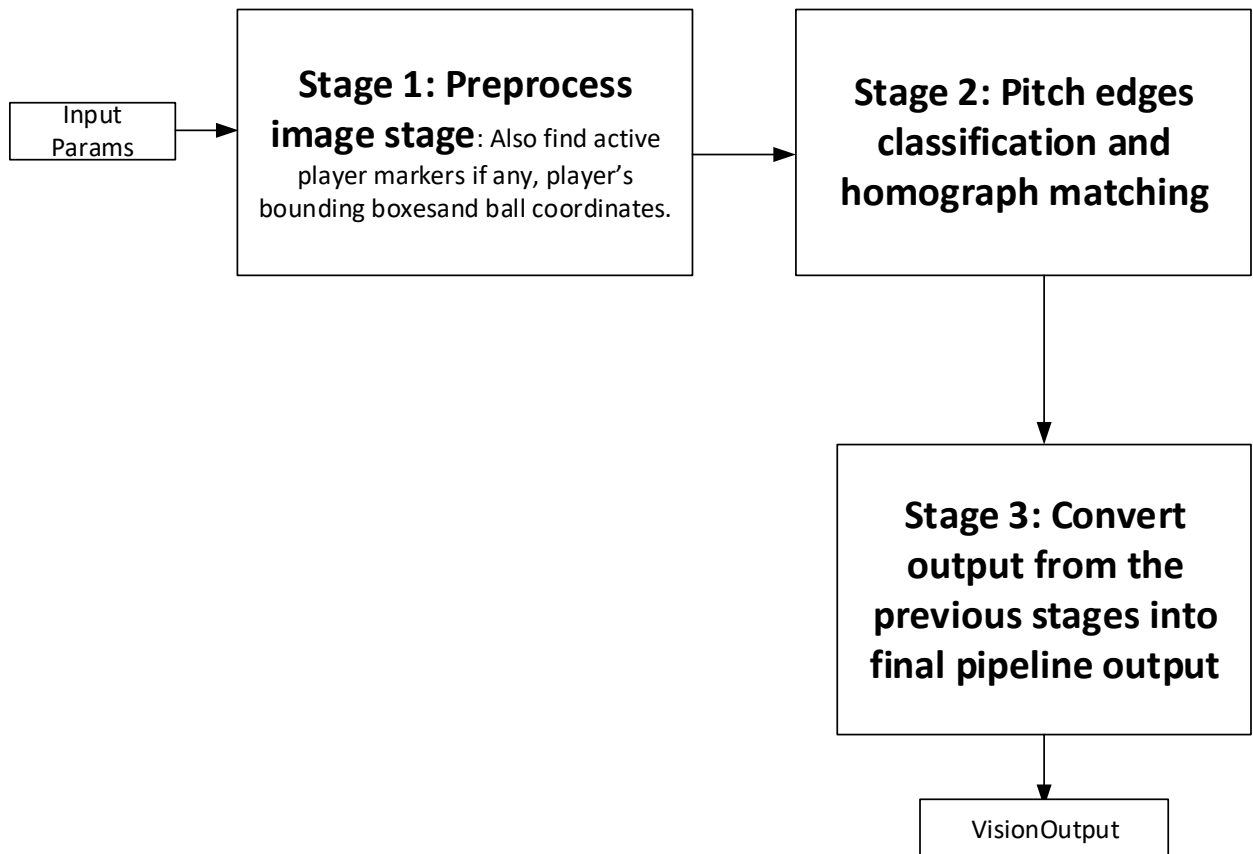 Input
Params
Stage 1: Preprocess
image stage: Also find active
player markers if any, player’s
bounding boxesand ball coordinates.
Stage 2: Pitch edges
classification and
homograph matching
Stage 3: Convert
output from the
previous stages into
final pipeline output
VisionOutput